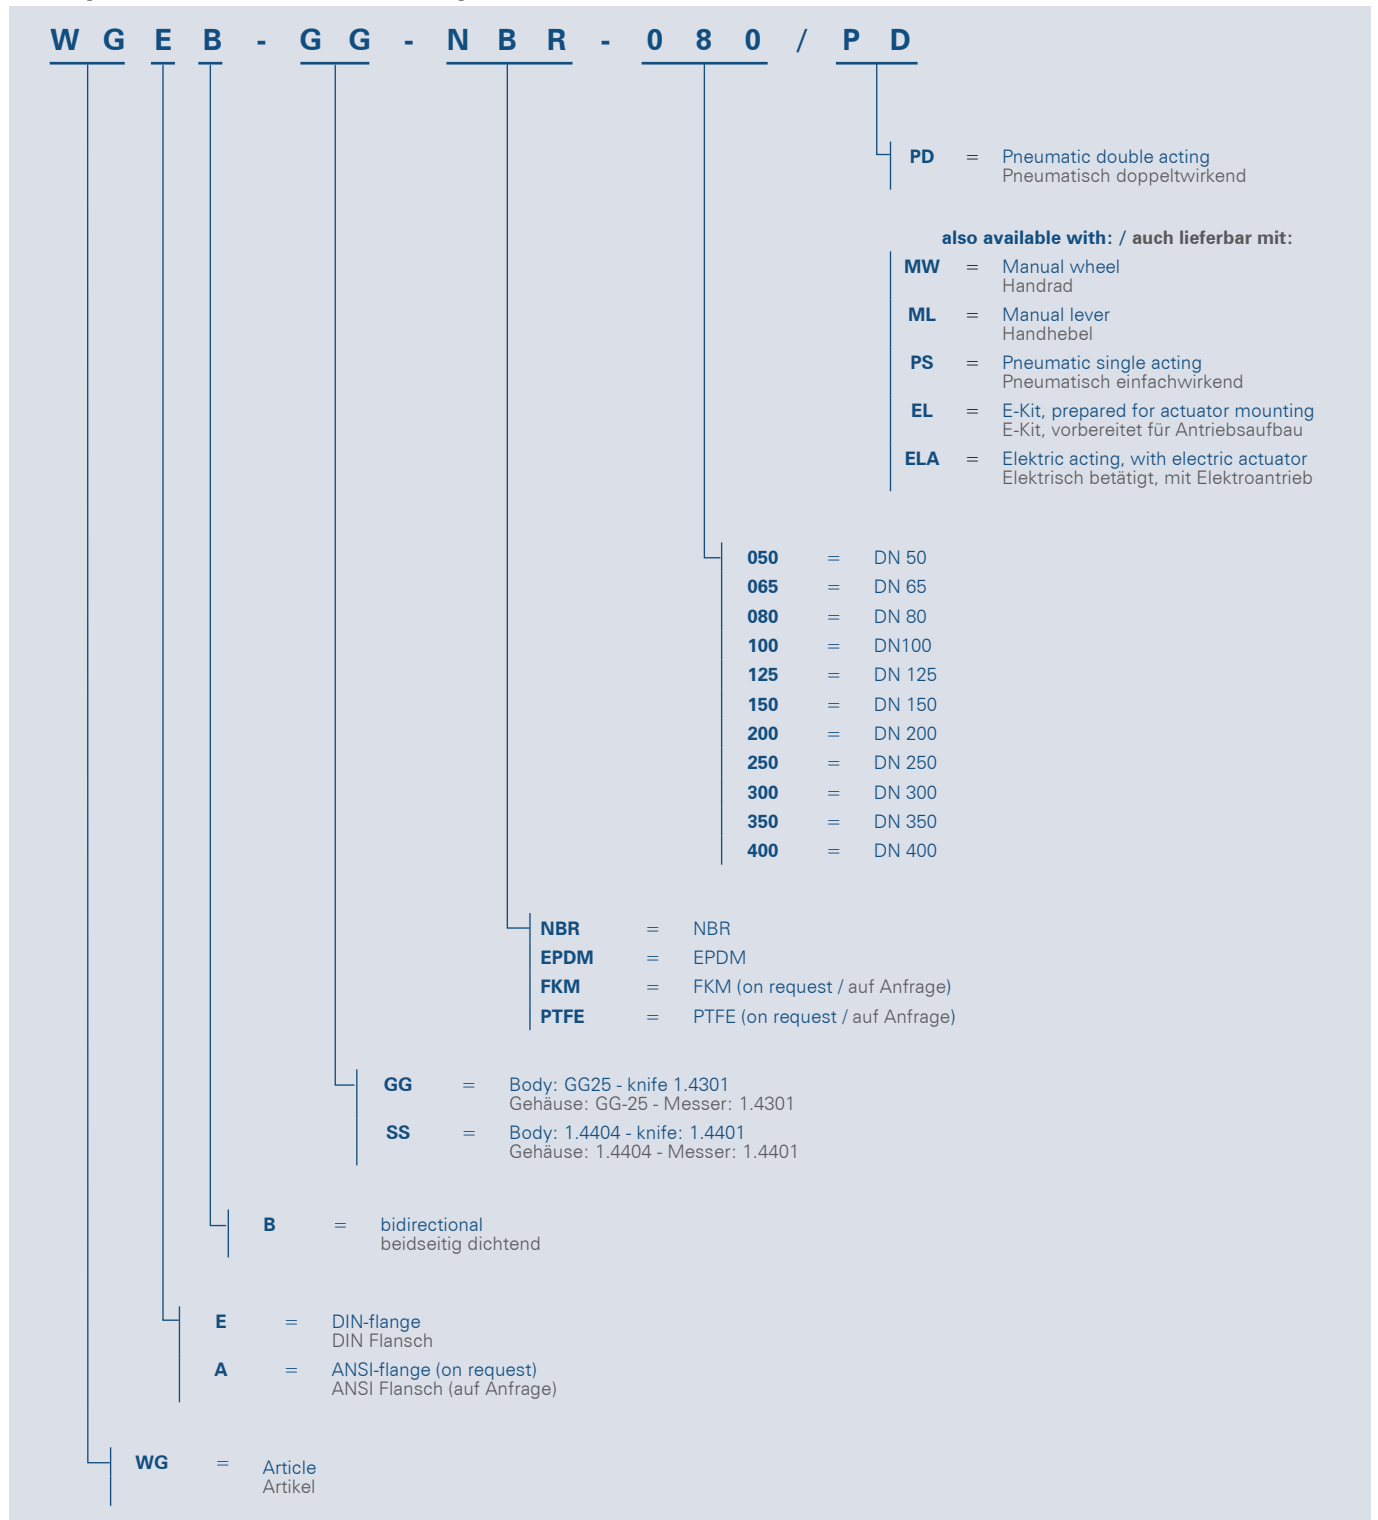 WGEB-GG-NBR-080/PD
PD = Pneumatic double acting
Pneumatisch doppeltwirkend
also available with: / auch lieferbar mit:
MW = Manual wheel
Handrad
ML = Manual lever
Handhebel
PS = Pneumatic single acting
Pneumatisch einfachwirkend
EL = E-Kit, prepared for actuator mounting
E-Kit, vorbereitet für Antriebsaufbau
ELA = Elektric acting, with electric actuator
Elektrisch betätigt, mit Elektroantrieb
050 = DN 50
065 = DN 65
080 = DN 80
100 = DN100
125 = DN 125
150 = DN 150
200 = DN 200
250 = DN 250
300 = DN 300
350 = DN 350
400 = DN 400
NBR = NBR
EPDM = EPDM
FKM = FKM (on request / auf Anfrage)
PTFE = PTFE (on request / auf Anfrage)
GG = Body: GG25 - knife 1.4301
Gehäuse: GG-25 - Messer: 1.4301
SS = Body: 1.4404 - knife: 1.4401
Gehäuse: 1.4404 - Messer: 1.4401
B = bidirectional
beidseitig dichtend
E = DIN-flange
DIN Flansch
A = ANSI-flange (on request)
ANSI Flansch (auf Anfrage)
WG = Article
Artikel